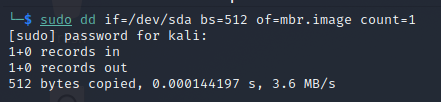 └─$ sudo dd if=/dev/sda bs=512 of=mbr.image count=1
[sudo] password for kali:
1+0 records in
1+0 records out
512 bytes copied, 0.000144197 s, 3.6 MB/s